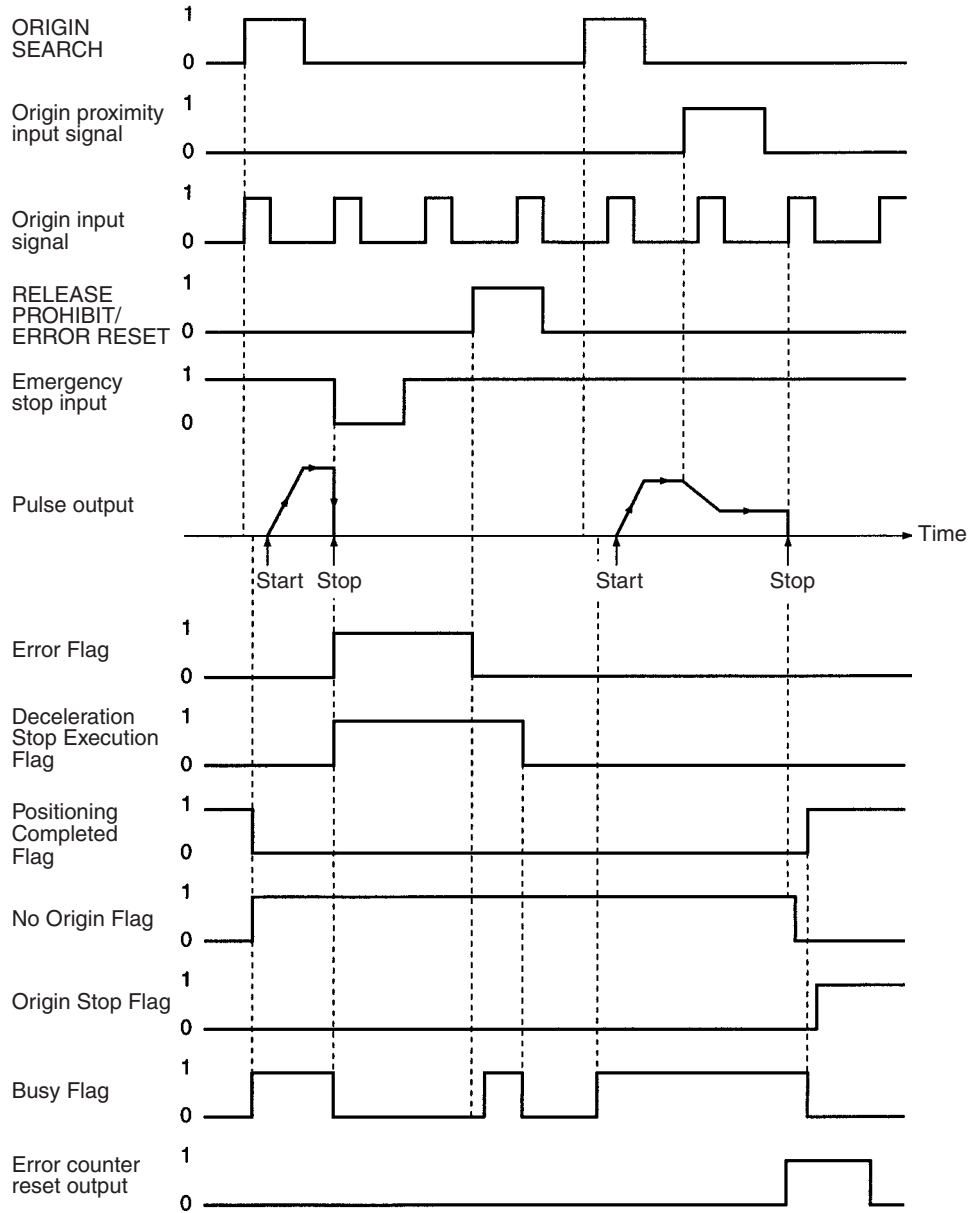 1
ORIGIN
SEARCH
0
1
Origin proximity
input signal
0
1
Origin input
signal
0
1
RELEASE
PROHIBIT/
ERROR RESET
0
Emergency
stop input
1
0
Pulse output
Time
Start Stop
Start
Stop
1
Error Flag
0
Deceleration
Stop Execution
Flag
1
0
Positioning
Completed
Flag
1
0
1
No Origin Flag
0
1
Origin Stop Flag
0
1
Busy Flag
0
1
Error counter
reset output
0